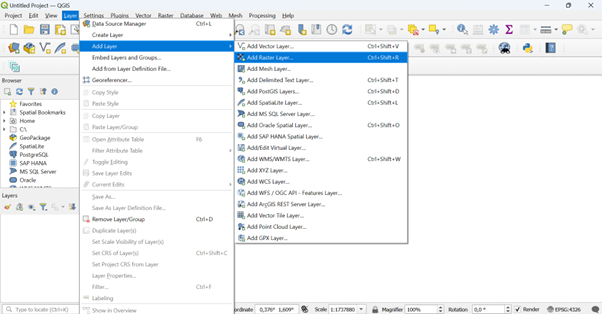 Untitled Project — QGIS
Project Edit View Layer Settings Plugins Vector Raster Database Web Mesh Processing Help
Data Source Manager Ctrl+L
Create Layer
Add Layer
Embed Layers and Groups...
Add from Layer Definition File...
Georeferencer...
Copy Style
Paste Style
Copy Layer
Paste Layer/Group
Open Attribute Table F6
Filter Attribute Table
Toggle Editing
Save Layer Edits
Current Edits
Save As...
Save As Layer Definition File...
Remove Layer/Group Ctrl+D
Duplicate Layer(s)
Set Scale Visibility of Layer(s)
Set CRS of Layer(s) Ctrl+Shift+C
Set Project CRS from Layer
Layer Properties...
Filter... Ctrl+F
Labeling
Show in Overview
Add Vector Layer... Ctrl+Shift+V
Add Raster Layer... Ctrl+Shift+R
Add Mesh Layer...
Add Delimited Text Layer... Ctrl+Shift+T
Add PostGIS Layers... Ctrl+Shift+D
Add SpatiaLite Layer... Ctrl+Shift+L
Add MS SQL Server Layer...
Add Oracle Spatial Layer... Ctrl+Shift+O
Add SAP HANA Spatial Layer...
Add/Edit Virtual Layer...
Add WMS/WMTS Layer... Ctrl+Shift+W
Add XYZ Layer...
Add WCS Layer...
Add WFS / OGC API - Features Layer...
Add ArcGIS REST Server Layer...
Add Vector Tile Layer...
Add Point Cloud Layer...
Add GPX Layer...
Browser
Favorites
Spatial Bookmarks
Home
C:\
GeoPackage
SpatiaLite
PostgreSQL
SAP HANA
MS SQL Server
Oracle
Layers
Type to locate (Ctrl+K)
ordinate 0,376° 1,609° Scale 1:1737880 Magnifier 100% Rotation 0,0 ° Render EPSG:4326